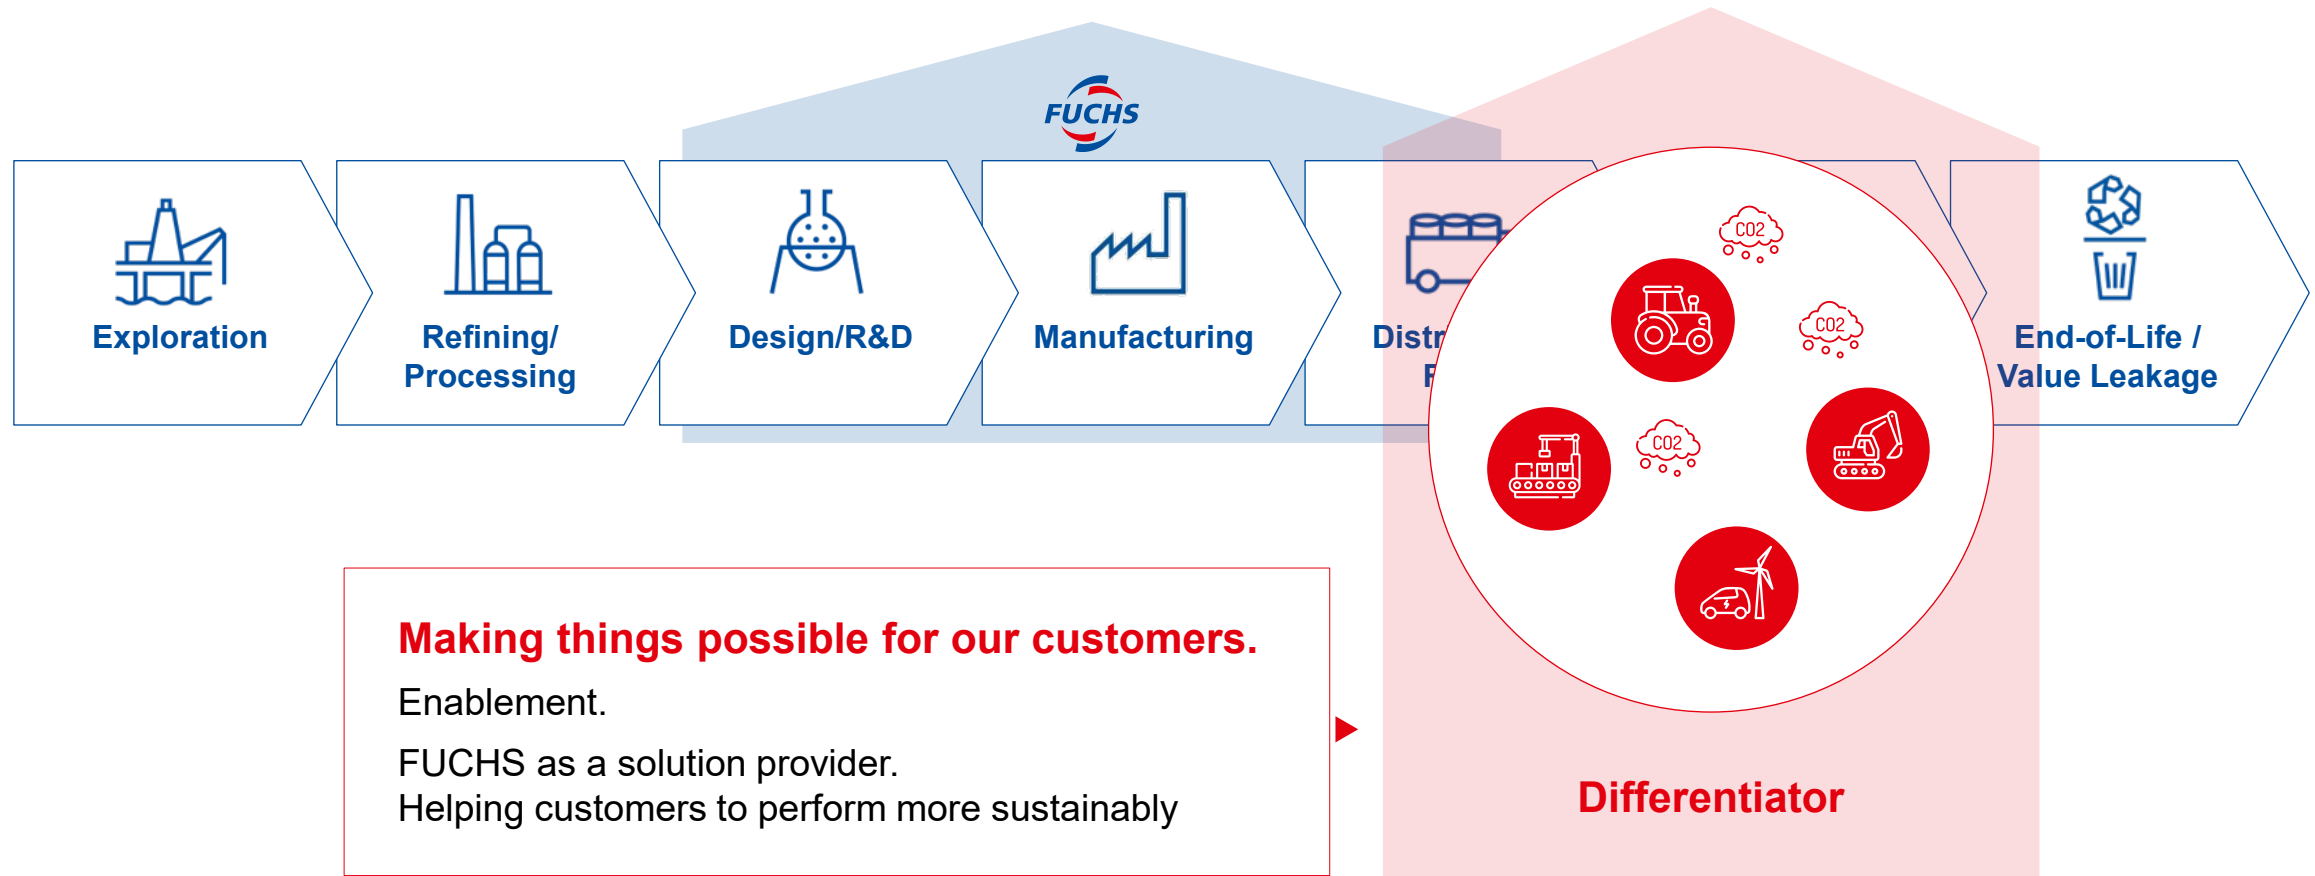 FUCHS
Exploration
Refining/
Processing
Design/R&D
Manufacturing
End-of-Life /
Value Leakage
CO2
CO2
CO2
Making things possible for our customers.
Enablement.
FUCHS as a solution provider.
Helping customers to perform more sustainably
Differentiator